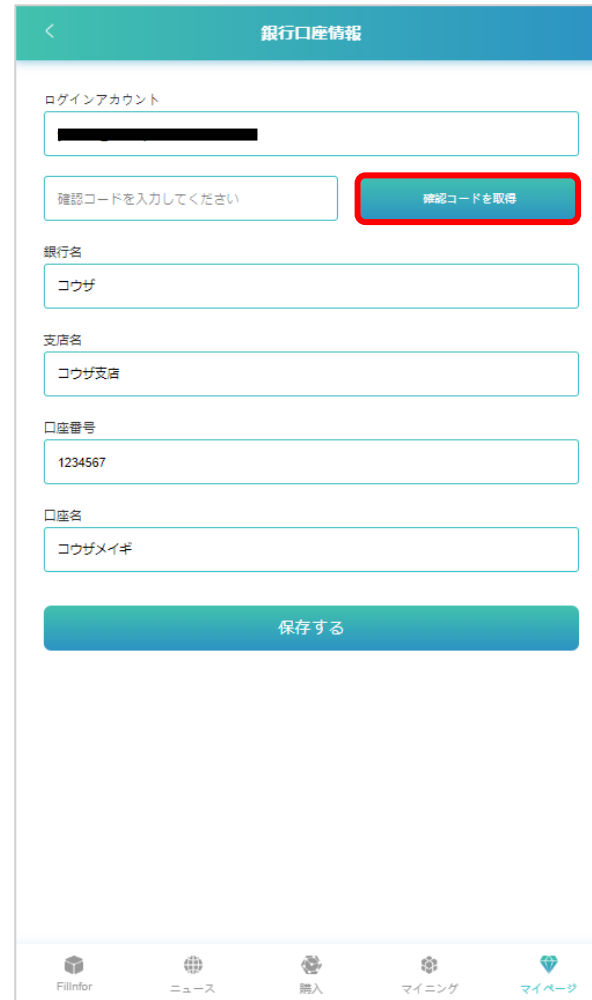 銀行口座情報
ログインアカウント
確認コードを入力してください
確認コードを取得
銀行名
コウザ
支店名
コウザ支店
口座番号
1234567
口座名
コウザメイギ
保存する
FilInfor
ニュース
購入
マイニング
マイページ